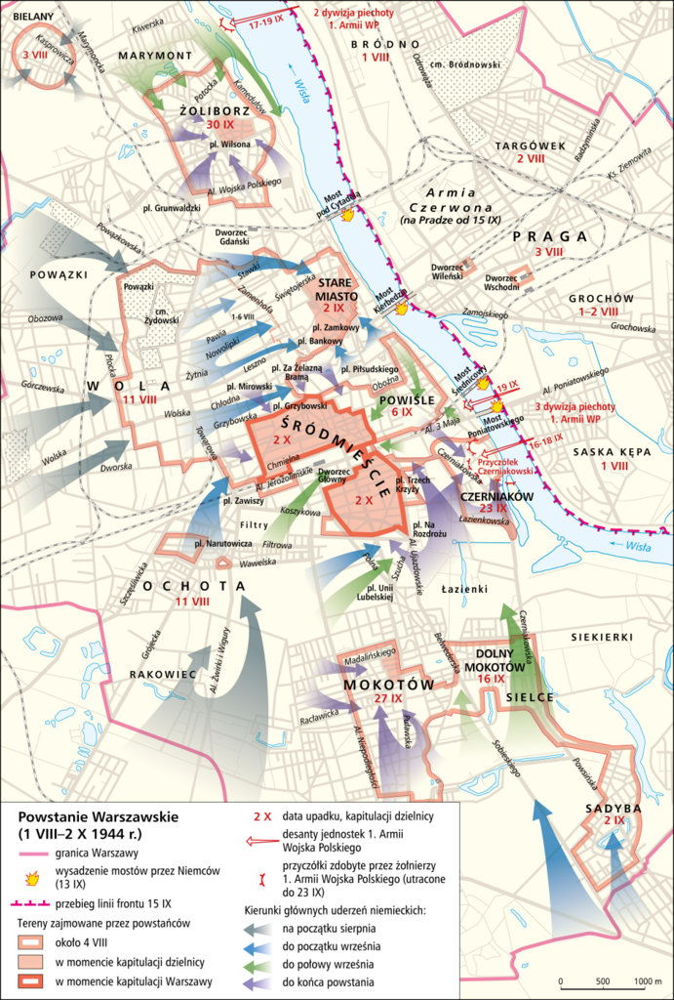 BIELANY
3 VIII
Kasprowicza
Marymoncka
Kiwerska
MARYMONT
17-19 IX
2 dywizja piechoty
1. Armii WP
BRÓDNO
1 VIII
Odrowąża
cm. Bródnowski
Wisła
Potocka
Kamedułów
ŻOLIBORZ
30 IX
pl. Wilsona
Al. Wojska Polskiego
pl. Grunwaldzki
TARGÓWEK
2 VIII
Radzymińska
Ks. Ziemowita
Most
pod Cytadelą
Armia
Czerwona
(na Pradze od 15 IX)
PRAGA
3 VIII
Dworzec
Gdański
Dworzec
Wileński
Dworzec
Wschodni
Powązkowska
POWĄZKI
Powązki
cm.
Żydowski
Stawki
Zamenhofa
Świętojerska
STARE
MIASTO
2 IX
Most
Kierbedzia
GROCHÓW
1–2 VIII
Grochowska
Zamojskiego
Obozowa
1-6 VIII
Pawia
Nowolipki
Leszno
Żytnia
pl. Zamkowy
pl. Bankowy
Płocka
WOLA
11 VIII
Górczewska
Wolska
pl. Mirowski
Chłodna
Grzybowska
pl. Za Żelazną
Bramą
pl. Piłsudskiego
Oboźna
pl. Grzybowski
POWIŚLE
6 IX
Most
Średnicowy
19 IX
Al. Poniatowskiego
3 dywizja piechoty
1. Armii WP
Most
Poniatowskiego
16-18 IX
SASKA KĘPA
1 VIII
Wolska
Dworska
Towarowa
ŚRÓDMIEŚCIE
2 X
Chmielna
Al. Jerozolimskie
Dworzec
Główny
Al. 3 Maja
Czerniakowska
Przyczółek
Czerniakowski
pl. Trzech
Krzyży
CZERNIAKÓW
23 IX
Łazienkowska
2 X
pl. Zawiszy
Koszykowa
Filtry
Filtrowa
pl. Narutowicza
Wawelska
pl. Na
Rozdrożu
Al. Ujazdowskie
Wisła
Szczęśliwicka
OCHOTA
11 VIII
Polna
Szucha
pl. Unii
Lubelskiej
Łazienki
Grójecka
RAKOWIEC
Al. Żwirki i Wigury
Belwederska
Czerniakowska
SIEKIERKI
Madalińskiego
MOKOTÓW
27 IX
Racławicka
Puławska
Al. Niepodległości
DOLNY
MOKOTÓW
16 IX
SIELCE
Sobieskiego
Powsińska
SADYBA
2 IX
Powstanie Warszawskie
(1 VIII–2 X 1944 r.)
granica Warszawy
wysadzenie mostów przez Niemców
(13 IX)
przebieg linii frontu 15 IX
Tereny zajmowane przez powstańców
około 4 VIII
w momencie kapitulacji dzielnicy
w momencie kapitulacji Warszawy
2 X data upadku, kapitulacji dzielnicy
desanty jednostek 1. Armii
Wojska Polskiego
przyczółki zdobyte przez żołnierzy
1. Armii Wojska Polskiego (utracone
do 23 IX)
Kierunki głównych uderzeń niemieckich:
na początku sierpnia
do początku września
do połowy września
do końca powstania
0 500 1000 m